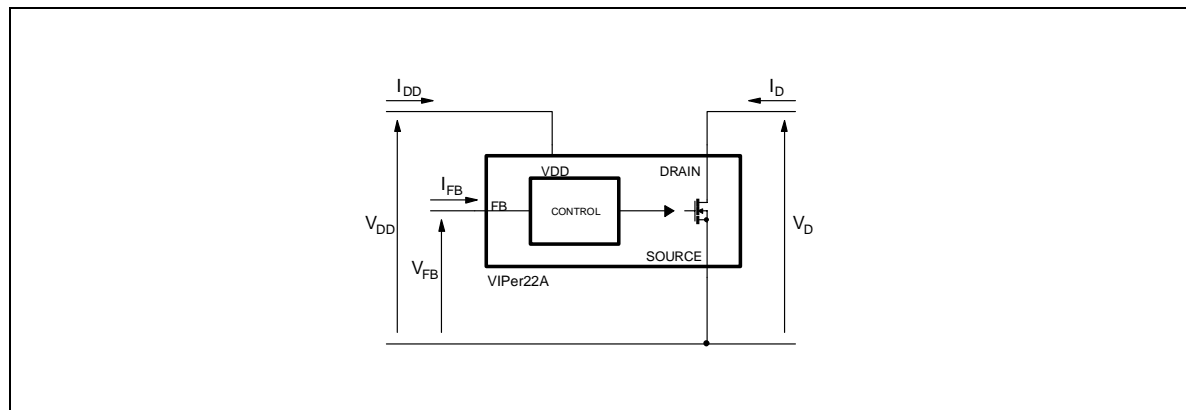 I_DD
I_D
VDD
DRAIN
I_FB
FB
CONTROL
V_DD
V_D
V_FB
SOURCE
VIPer22A